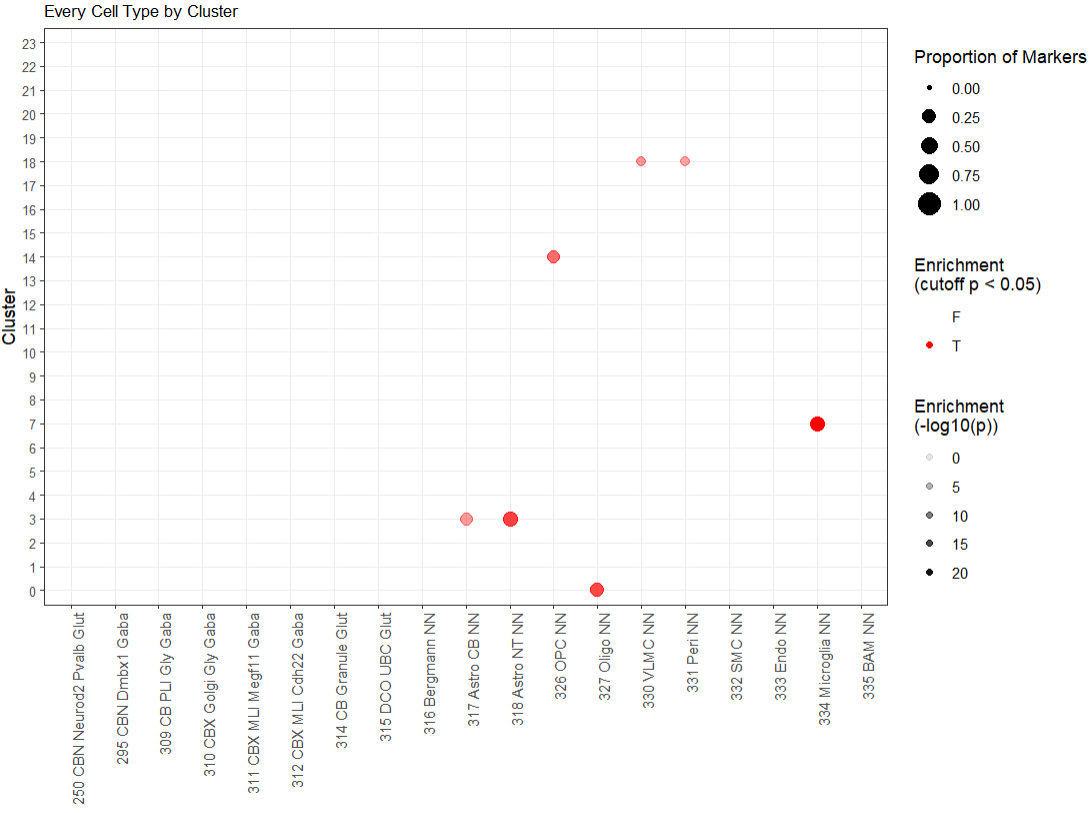 Every Cell Type by Cluster
Cluster
23
22
21
20
19
18
17
16
15
14
13
12
11
10
9
8
7
6
5
4
3
2
1
0
250 CBN Neurod2 Pvalb Glut
295 CBN Dmbx1 Gaba
309 CB PLI Gly Gaba
310 CBX Golgi Gly Gaba
311 CBX MLI Megf11 Gaba
312 CBX MLI Cdh22 Gaba
314 CB Granule Glut
315 DCO UBC Glut
316 Bergmann NN
317 Astro CB NN
318 Astro NT NN
326 OPC NN
327 Oligo NN
330 VLMC NN
331 Peri NN
332 SMC NN
333 Endo NN
334 Microglia NN
335 BAM NN
Proportion of Markers
0.00
0.25
0.50
0.75
1.00
Enrichment
(cutoff p < 0.05)
F
T
Enrichment
(-log10(p))
0
5
10
15
20